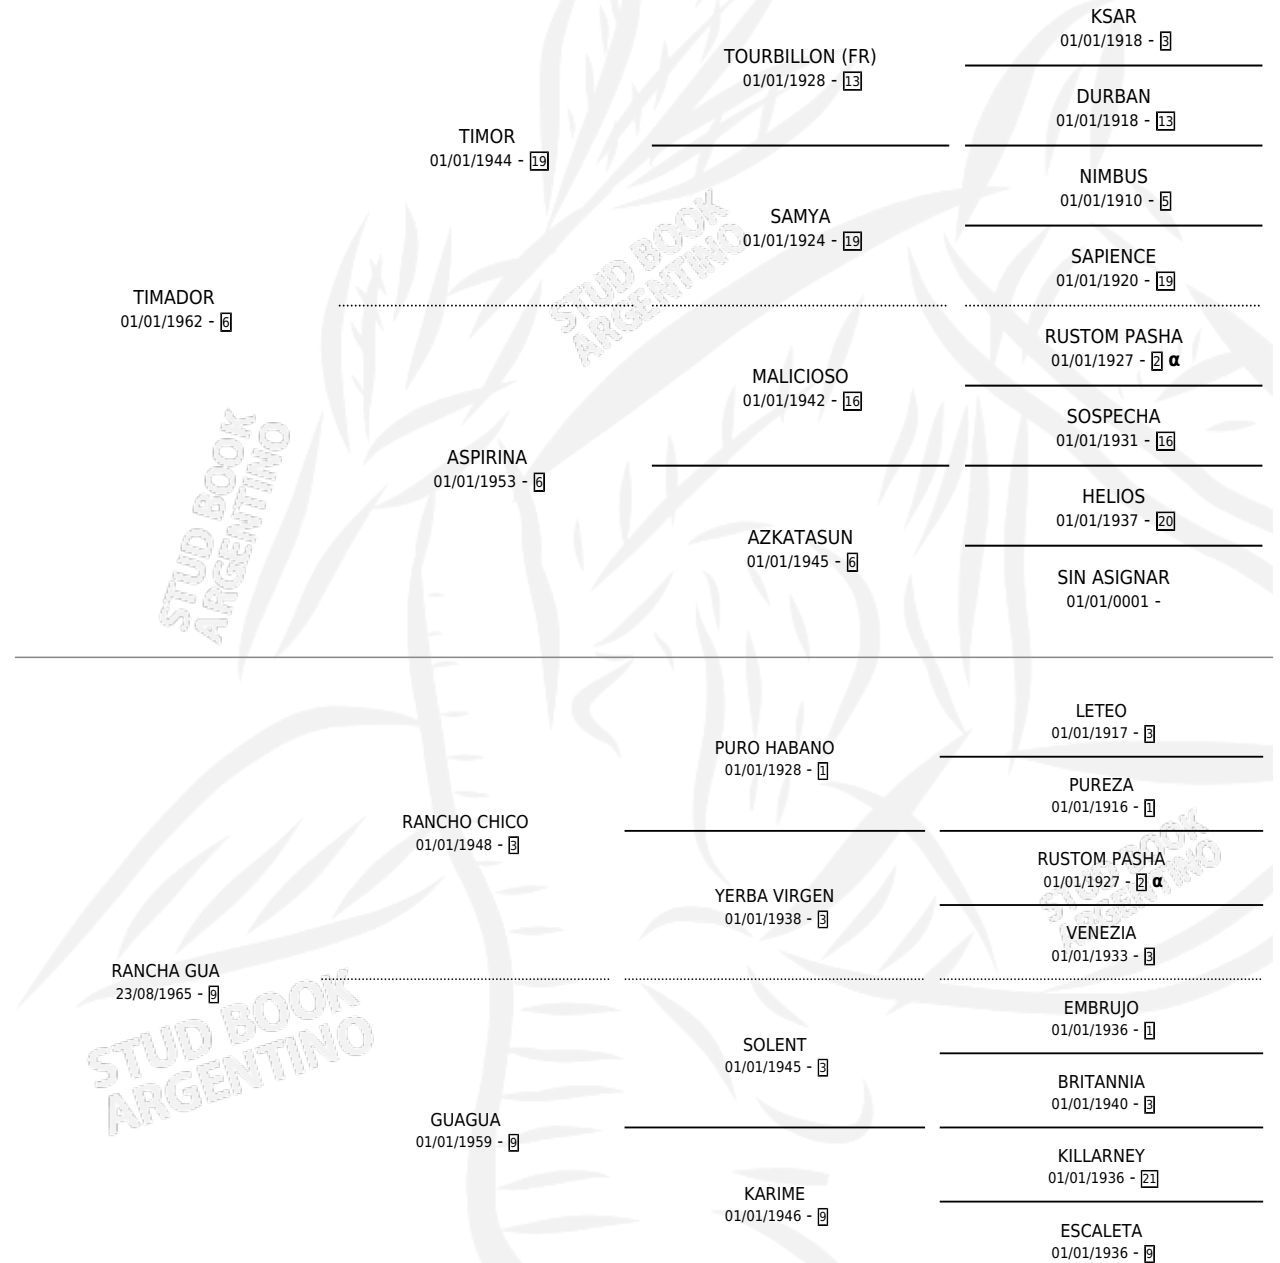 KSAR
01/01/1918 - 3
TOURBILLON (FR)
01/01/1928 - 13
DURBAN
01/01/1918 - 13
TIMOR
01/01/1944 - 19
NIMBUS
01/01/1910 - 5
SAMYA
01/01/1924 - 19
SAPIENCE
01/01/1920 - 19
TIMADOR
01/01/1962 - 6
RUSTOM PASHA
01/01/1927 - 2 α
MALICIOSO
01/01/1942 - 16
SOSPECHA
01/01/1931 - 16
ASPIRINA
01/01/1953 - 6
HELIOS
01/01/1937 - 20
AZKATASUN
01/01/1945 - 6
SIN ASIGNAR
01/01/0001 -
LETEO
01/01/1917 - 3
PURO HABANO
01/01/1928 - 1
PUREZA
01/01/1916 - 1
RANCHO CHICO
01/01/1948 - 3
RUSTOM PASHA
01/01/1927 - 2 α
YERBA VIRGEN
01/01/1938 - 3
VENEZIA
01/01/1933 - 3
RANCHA GUA
23/08/1965 - 9
EMBRUJO
01/01/1936 - 1
SOLENT
01/01/1945 - 3
BRITANNIA
01/01/1940 - 3
GUAGUA
01/01/1959 - 9
KILLARNEY
01/01/1936 - 21
KARIME
01/01/1946 - 9
ESCALETA
01/01/1936 - 9
STUD BOOK
ARGENTINO
STUD BOOK
ARGENTINO
STUD BOOK
ARGENTINO
STUD BOOK
ARGENTINO